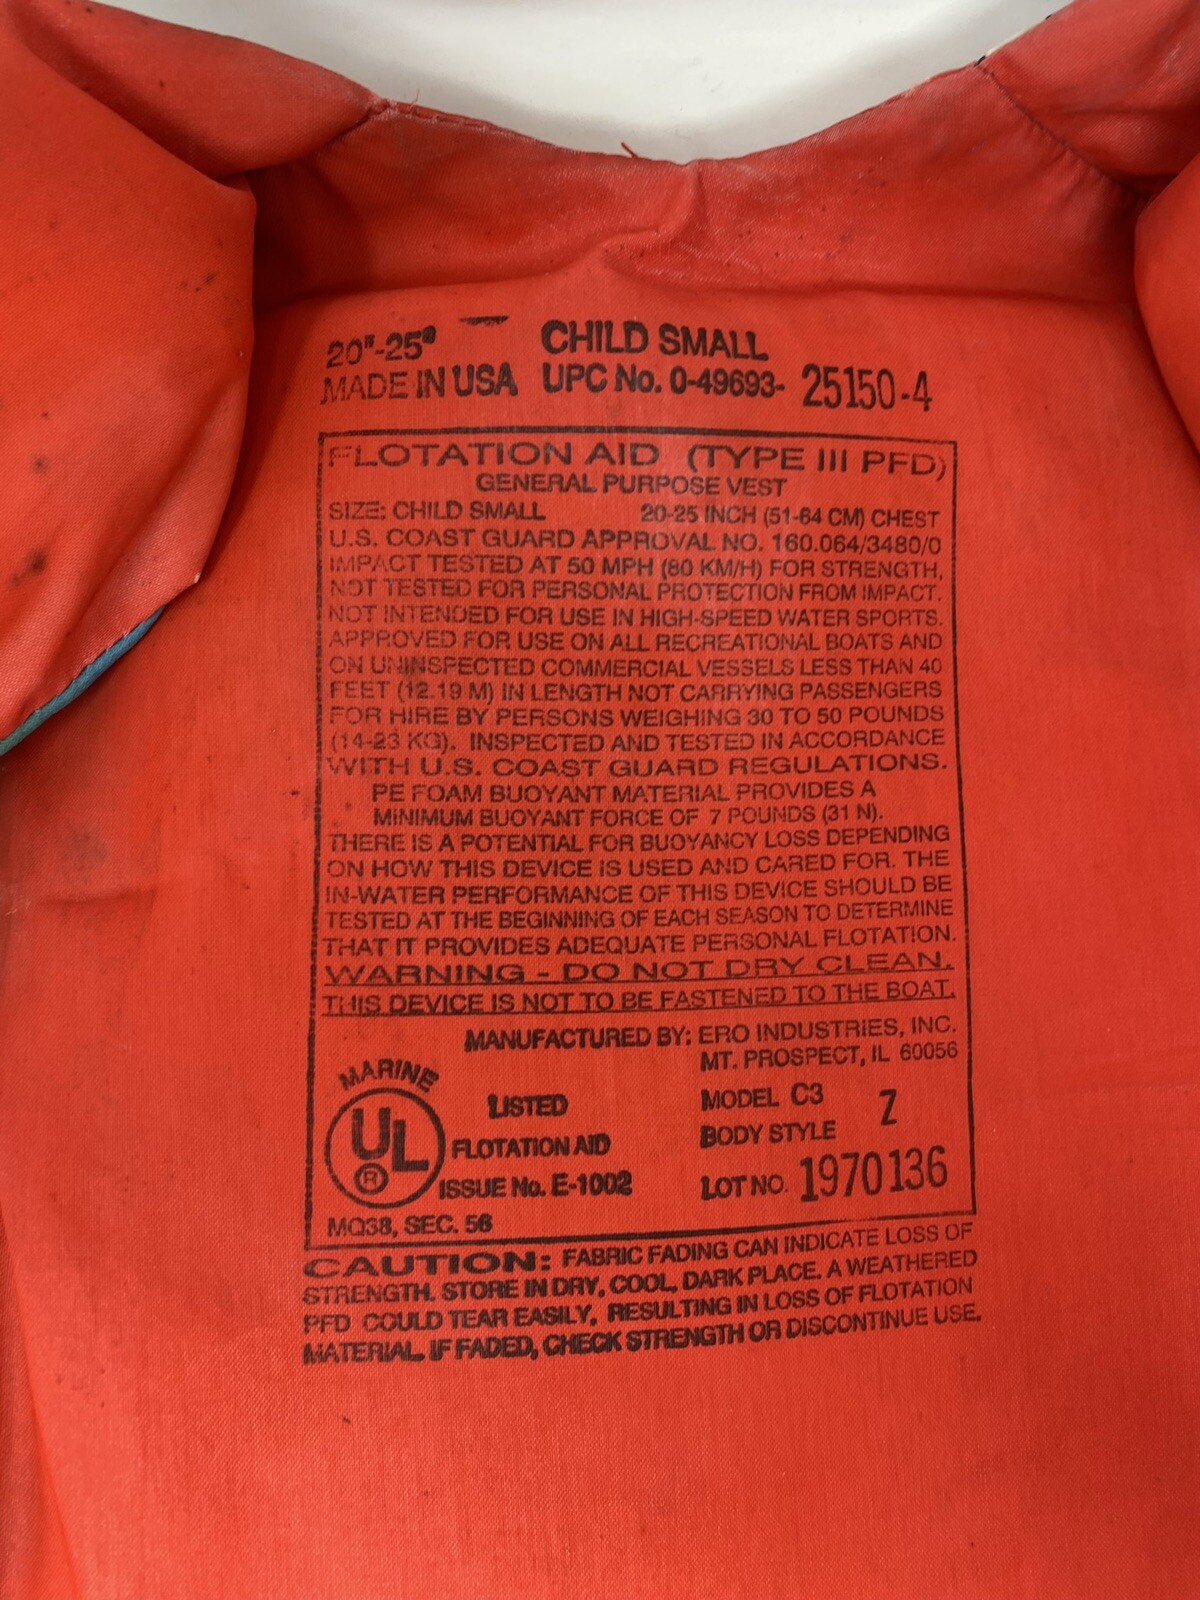 20"-25" CHILD SMALL
MADE IN USA UPC No. 0-49693- 25150-4
FLOTATION AID (TYPE III PFD)
GENERAL PURPOSE VEST
SIZE: CHILD SMALL 20-25 INCH (51-64 CM) CHEST
U.S. COAST GUARD APPROVAL NO. 160.064/3480/0
IMPACT TESTED AT 50 MPH (80 KM/H) FOR STRENGTH,
NOT TESTED FOR PERSONAL PROTECTION FROM IMPACT.
NOT INTENDED FOR USE IN HIGH-SPEED WATER SPORTS.
APPROVED FOR USE ON ALL RECREATIONAL BOATS AND
ON UNINSPECTED COMMERCIAL VESSELS LESS THAN 40
FEET (12.19 M) IN LENGTH NOT CARRYING PASSENGERS
FOR HIRE BY PERSONS WEIGHING 30 TO 50 POUNDS
(14-23 KG). INSPECTED AND TESTED IN ACCORDANCE
WITH U.S. COAST GUARD REGULATIONS.
PE FOAM BUOYANT MATERIAL PROVIDES A
MINIMUM BUOYANT FORCE OF 7 POUNDS (31 N).
THERE IS A POTENTIAL FOR BUOYANCY LOSS DEPENDING
ON HOW THIS DEVICE IS USED AND CARED FOR. THE
IN-WATER PERFORMANCE OF THIS DEVICE SHOULD BE
TESTED AT THE BEGINNING OF EACH SEASON TO DETERMINE
THAT IT PROVIDES ADEQUATE PERSONAL FLOTATION.
WARNING - DO NOT DRY CLEAN.
THIS DEVICE IS NOT TO BE FASTENED TO THE BOAT.
MANUFACTURED BY: ERO INDUSTRIES, INC.
MT. PROSPECT, IL 60056
MARINE
UL
®
LISTED
FLOTATION AID
ISSUE No. E-1002
MODEL C3
BODY STYLE Z
LOT NO. 1970136
MQ38, SEC. 56
CAUTION: FABRIC FADING CAN INDICATE LOSS OF
STRENGTH. STORE IN DRY, COOL, DARK PLACE. A WEATHERED
PFD COULD TEAR EASILY, RESULTING IN LOSS OF FLOTATION
MATERIAL. IF FADED, CHECK STRENGTH OR DISCONTINUE USE.